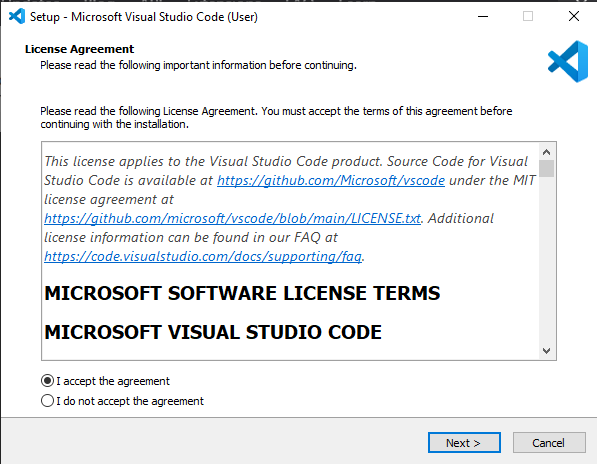 Setup - Microsoft Visual Studio Code (User)
License Agreement
Please read the following important information before continuing.
Please read the following License Agreement. You must accept the terms of this agreement before
continuing with the installation.
This license applies to the Visual Studio Code product. Source Code for Visual
Studio Code is available at https://github.com/Microsoft/vscode under the MIT
license agreement at
https://github.com/microsoft/vscode/blob/main/LICENSE.txt. Additional
license information can be found in our FAQ at
https://code.visualstudio.com/docs/supporting/faq.
MICROSOFT SOFTWARE LICENSE TERMS
MICROSOFT VISUAL STUDIO CODE
I accept the agreement
I do not accept the agreement
Next >
Cancel